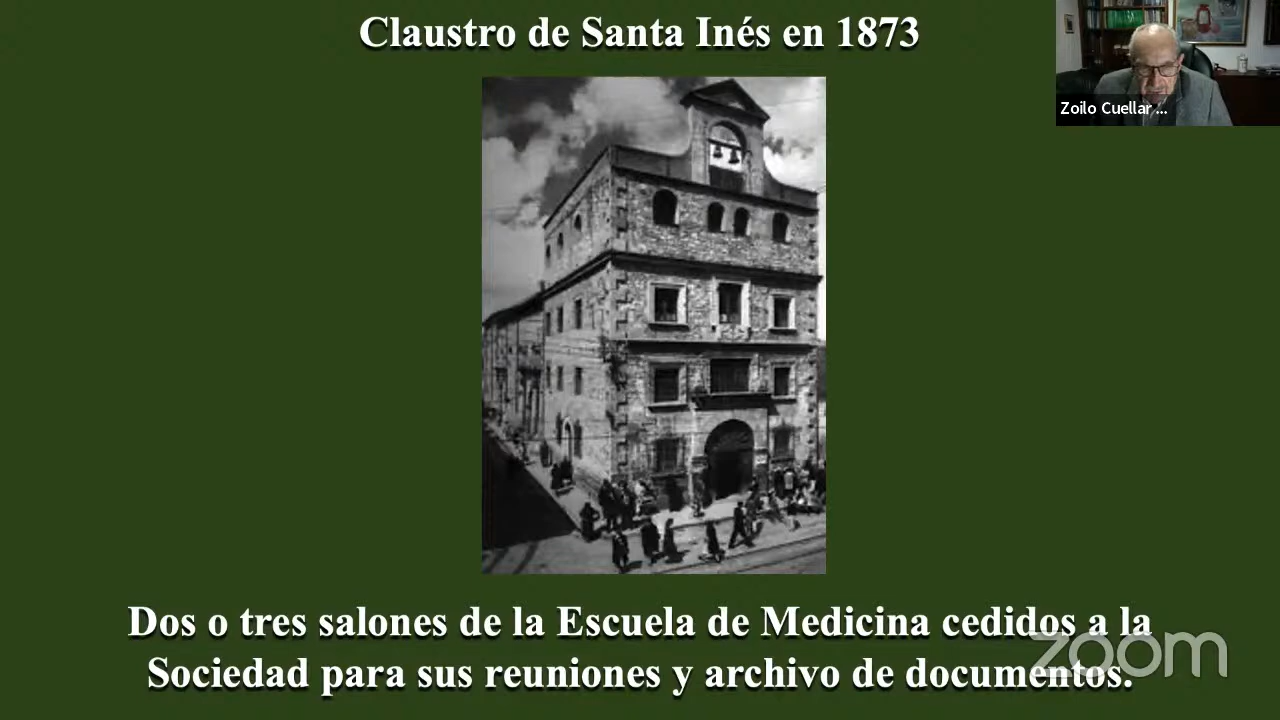 Claustro de Santa Inés en 1873
Zoilo Cuellar ...
Dos o tres salones de la Escuela de Medicina cedidos a la
Sociedad para sus reuniones y archivo de documentos.
zoom